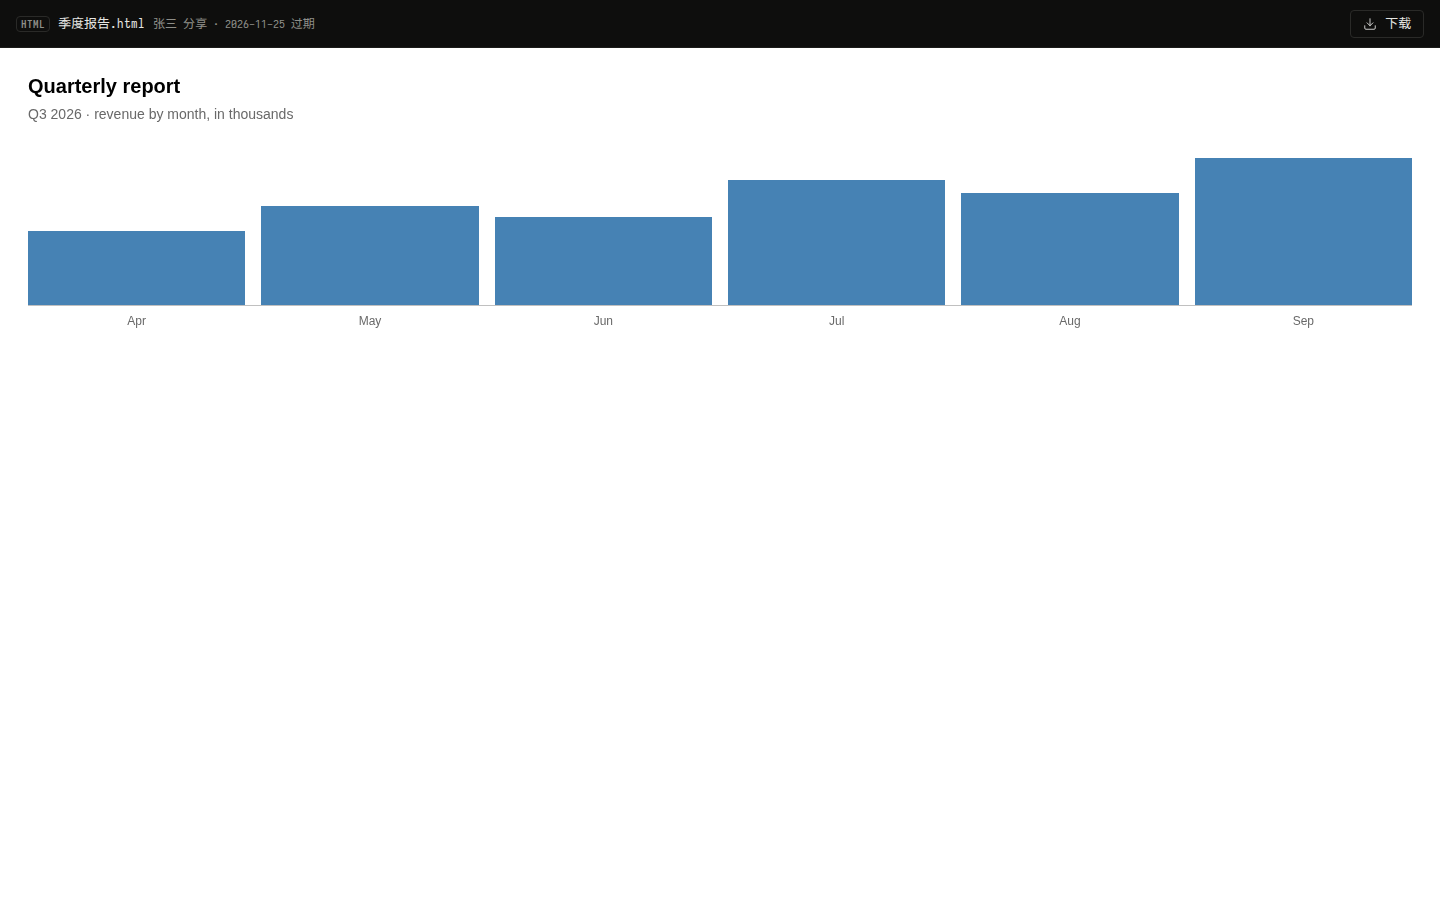 HTML 季度报告.html 张三 分享 · 2026-11-25 过期 下载
Quarterly report
Q3 2026 · revenue by month, in thousands
Apr May Jun Jul Aug Sep